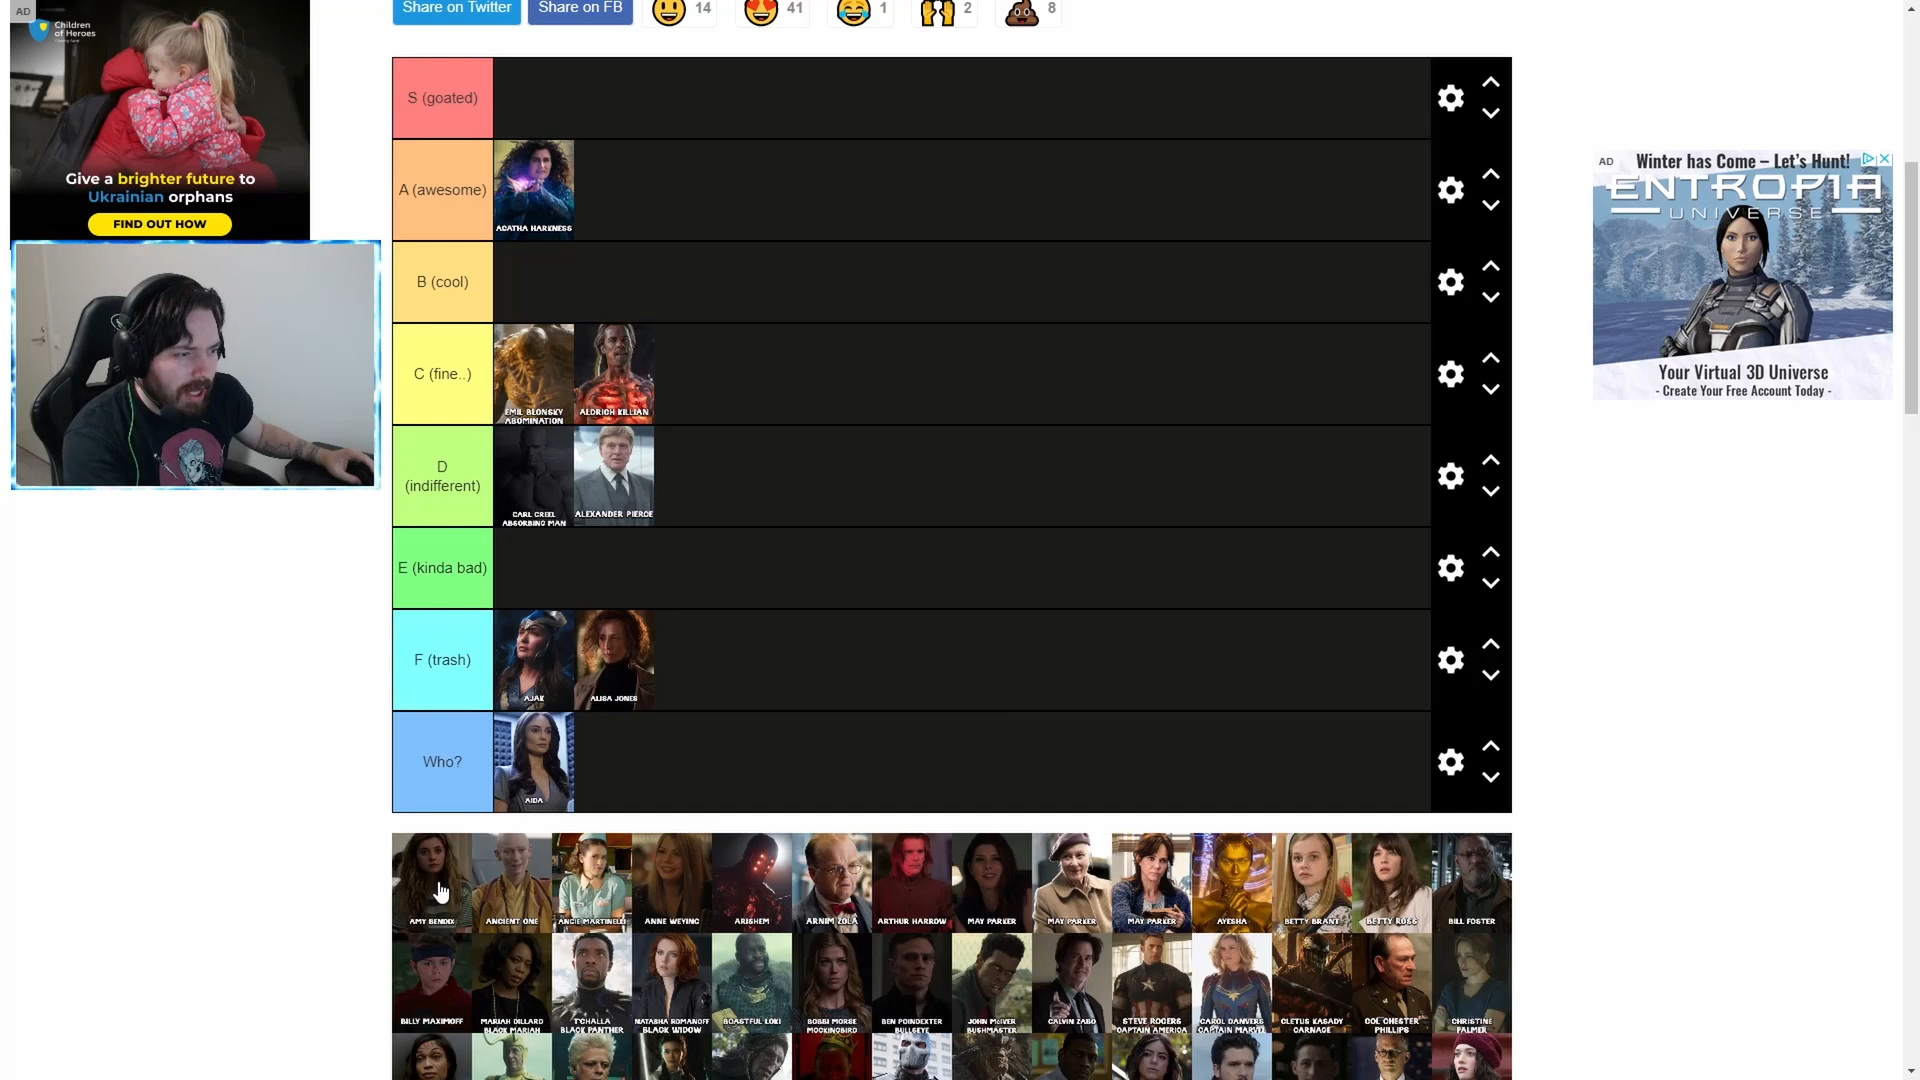 AD
Children
of Heroes
Give a brighter future to
Ukrainian orphans
FIND OUT HOW
Share on Twitter
Share on FB
14
41
1
2
8
S (goated)
A (awesome)
AGATHA HARKNESS
B (cool)
C (fine..)
EMIL BLONSKY
ABOMINATION
ALDRICH KILLIAN
D
(indifferent)
CARL CREEL
ABSORBING MAN
ALEXANDER PIERCE
E (kinda bad)
F (trash)
AJAK
ALISA JONES
Who?
AIDA
AMY BENDIX
ANCIENT ONE
ANGIE MARTINELLI
ANNE WEYING
ARISHEM
ARNIM ZOLA
ARTHUR HARROW
MAY PARKER
MAY PARKER
MAY PARKER
AYESHA
BETTY BRANT
BETTY ROSS
BILL FOSTER
BILLY MAXIMOFF
MARIAH DILLARD
BLACK MARIAH
T'CHALLA
BLACK PANTHER
NATASHA ROMANOFF
BLACK WIDOW
BOASTFUL LOKI
BOBBI MORSE
MOCKINGBIRD
BEN POINDEXTER
BULLSEYE
JOHN MCIVER
BUSHMASTER
CALVIN ZABO
STEVE ROGERS
CAPTAIN AMERICA
CAROL DANVERS
CAPTAIN MARVEL
CLETUS KASADY
CARNAGE
COL CHESTER
PHILLIPS
CHRISTINE
PALMER
AD
Winter has Come – Let's Hunt!
ENTROPIA
UNIVERSE
Your Virtual 3D Universe
- Create Your Free Account Today -